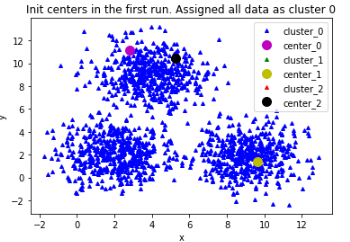 Init centers in the first run. Assigned all data as cluster 0
12
10
8
6
4
2
0
−2
y
−2
0
2
4
6
8
10
12
x
cluster_0
center_0
cluster_1
center_1
cluster_2
center_2